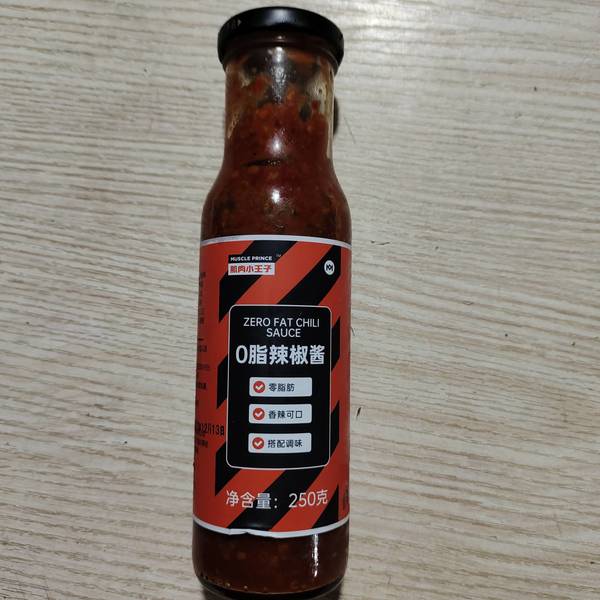 MUSCLE PRINCE
肌肉小王子
ZERO FAT CHILI
SAUCE
0脂辣椒酱
零脂肪
香辣可口
搭配调味
净含量：250克